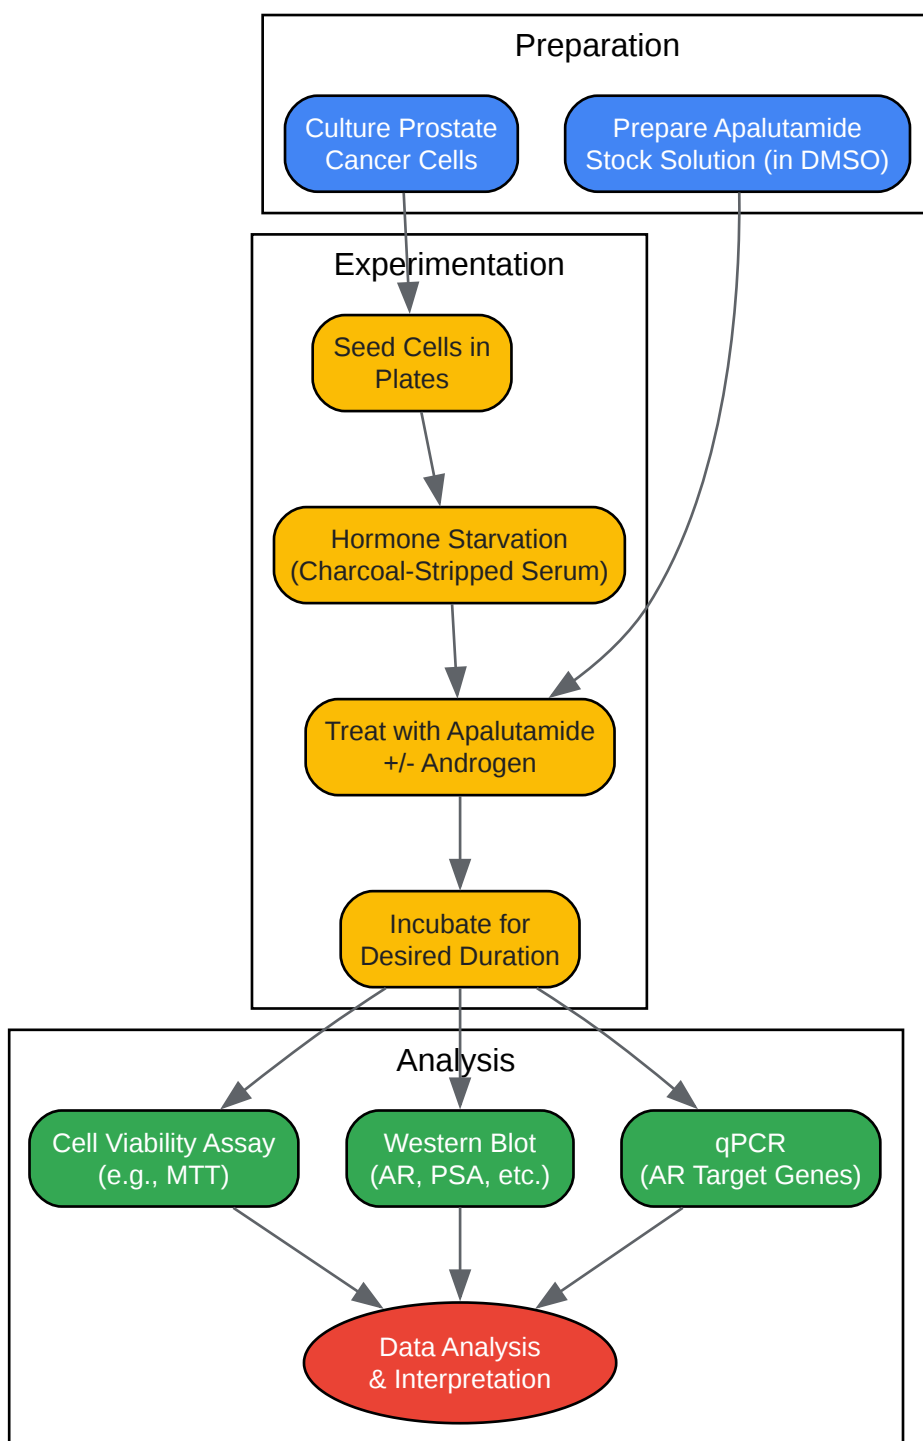 Preparation
Culture Prostate
Cancer Cells
Prepare Apalutamide
Stock Solution (in DMSO)
Experimentation
Seed Cells in
Plates
Hormone Starvation
(Charcoal-Stripped Serum)
Treat with Apalutamide
+/- Androgen
Incubate for
Desired Duration
Analysis
Cell Viability Assay
(e.g., MTT)
Western Blot
(AR, PSA, etc.)
qPCR
(AR Target Genes)
Data Analysis
& Interpretation